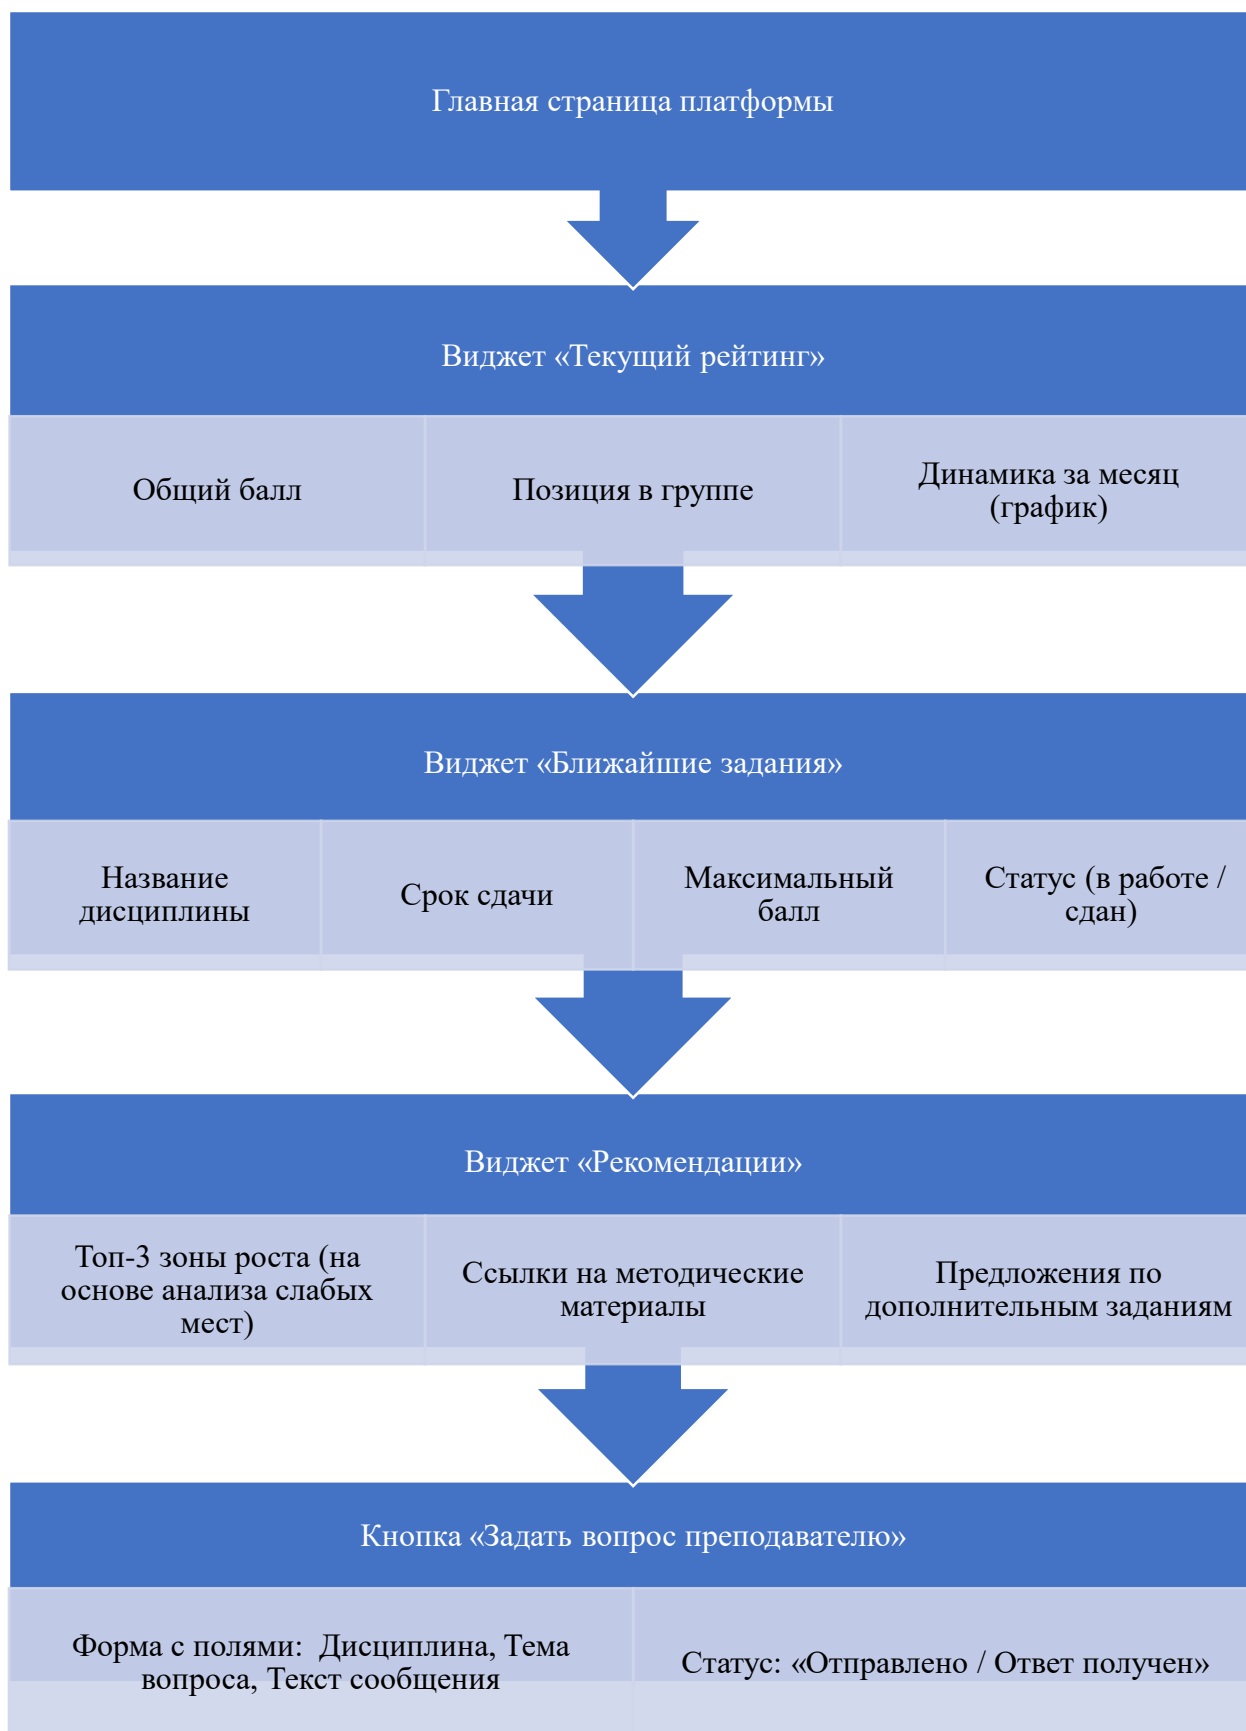 Главная страница платформы
Виджет «Текущий рейтинг»
Общий балл
Позиция в группе
Динамика за месяц
(график)
Виджет «Ближайшие задания»
Название
дисциплины
Срок сдачи
Максимальный
балл
Статус (в работе /
сдан)
Виджет «Рекомендации»
Топ-3 зоны роста (на
основе анализа слабых
мест)
Ссылки на методические
материалы
Предложения по
дополнительным заданиям
Кнопка «Задать вопрос преподавателю»
Форма с полями:  Дисциплина, Тема
вопроса, Текст сообщения
Статус: «Отправлено / Ответ получен»